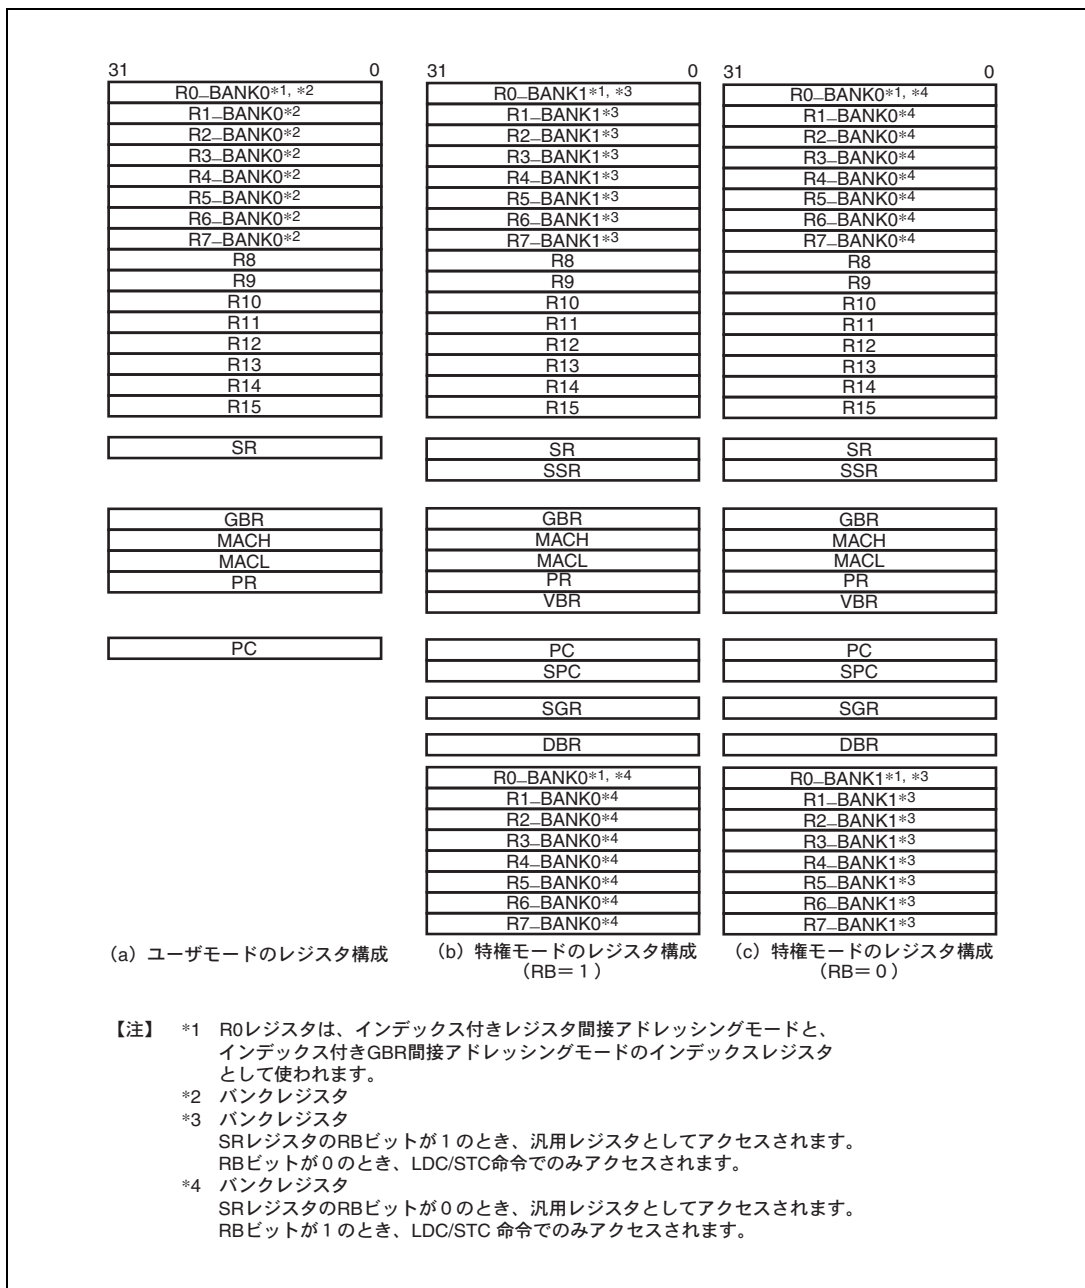 31 0
R0_BANK0*1, *2
R1_BANK0*2
R2_BANK0*2
R3_BANK0*2
R4_BANK0*2
R5_BANK0*2
R6_BANK0*2
R7_BANK0*2
R8
R9
R10
R11
R12
R13
R14
R15
SR
GBR
MACH
MACL
PR
PC
(a) ユーザモードのレジスタ構成
31 0
R0_BANK1*1, *3
R1_BANK1*3
R2_BANK1*3
R3_BANK1*3
R4_BANK1*3
R5_BANK1*3
R6_BANK1*3
R7_BANK1*3
R8
R9
R10
R11
R12
R13
R14
R15
SR
SSR
GBR
MACH
MACL
PR
VBR
PC
SPC
SGR
DBR
R0_BANK0*1, *4
R1_BANK0*4
R2_BANK0*4
R3_BANK0*4
R4_BANK0*4
R5_BANK0*4
R6_BANK0*4
R7_BANK0*4
(b) 特権モードのレジスタ構成
(RB=1)
31 0
R0_BANK0*1, *4
R1_BANK0*4
R2_BANK0*4
R3_BANK0*4
R4_BANK0*4
R5_BANK0*4
R6_BANK0*4
R7_BANK0*4
R8
R9
R10
R11
R12
R13
R14
R15
SR
SSR
GBR
MACH
MACL
PR
VBR
PC
SPC
SGR
DBR
R0_BANK1*1, *3
R1_BANK1*3
R2_BANK1*3
R3_BANK1*3
R4_BANK1*3
R5_BANK1*3
R6_BANK1*3
R7_BANK1*3
(c) 特権モードのレジスタ構成
(RB=0)
【注】 *1 R0レジスタは、インデックス付きレジスタ間接アドレッシングモードと、
インデックス付きGBR間接アドレッシングモードのインデックスレジスタ
として使われます。
*2 バンクレジスタ
*3 バンクレジスタ
SRレジスタのRBビットが1のとき、汎用レジスタとしてアクセスされます。
RBビットが0のとき、LDC/STC命令でのみアクセスされます。
*4 バンクレジスタ
SRレジスタのRBビットが0のとき、汎用レジスタとしてアクセスされます。
RBビットが1のとき、LDC/STC 命令でのみアクセスされます。